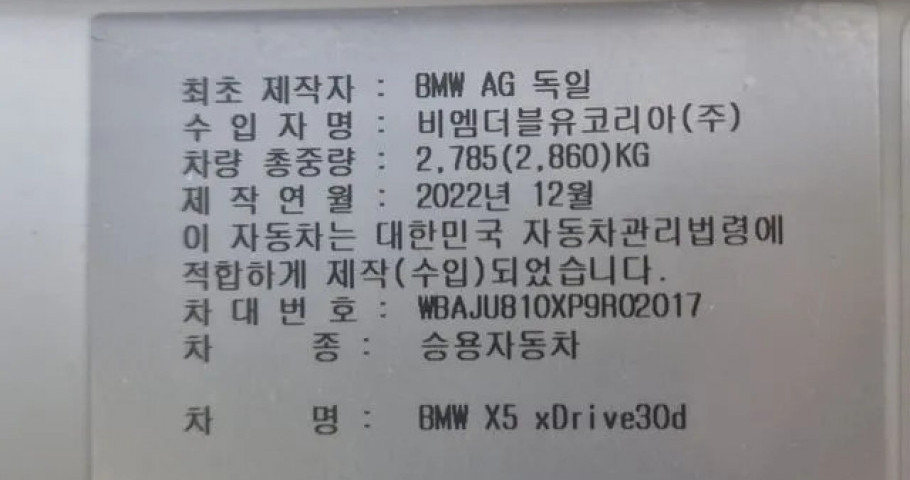 최초 제작자 : BMW AG 독일
수 입 자 명 : 비엠더블유코리아(주)
차량 총중량 : 2,785(2,860)KG
제 작 연 월 : 2022년 12월
이 자동차는 대한민국 자동차관리법령에
적합하게 제작(수입)되었습니다.
차 대 번 호 : WBAJU810XP9R02017
차 종 : 승용자동차
차 명 : BMW X5 xDrive30d